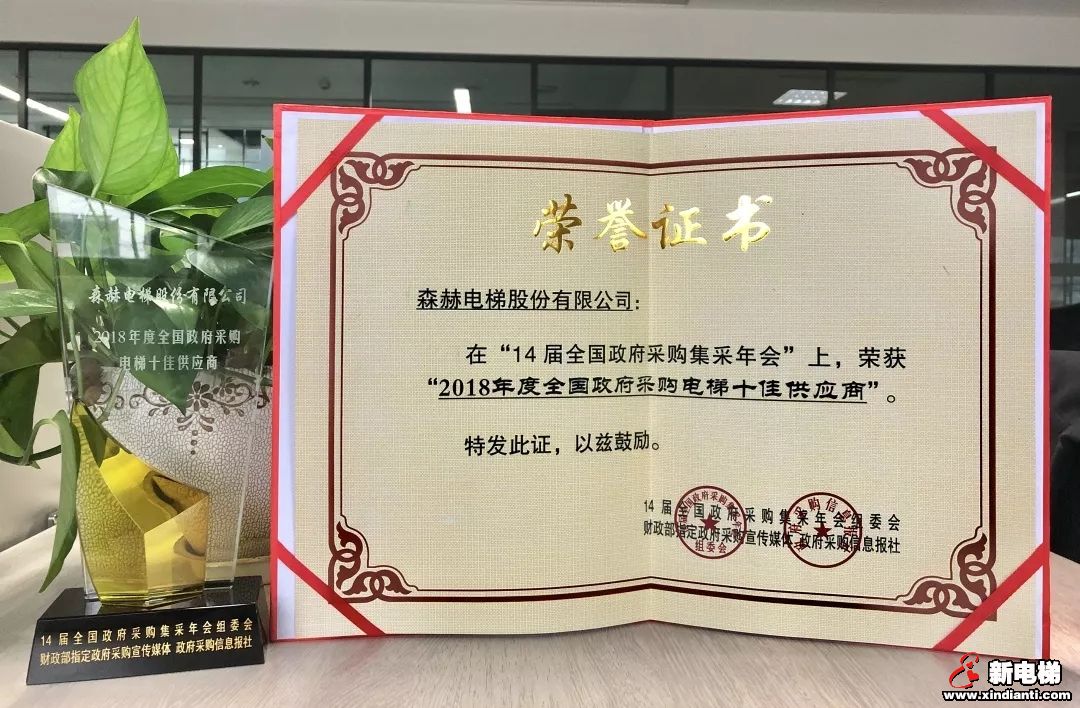 荣誉证书
森赫电梯股份有限公司：
在“14届全国政府采购集采年会”上，荣获
“2018年度全国政府采购电梯十佳供应商”。
特发此证，以兹鼓励。
14届全国政府采购集采年会组委会
财政部指定政府采购宣传媒体 政府采购信息报社
组委会
森赫电梯股份有限公司
2018年度全国政府采购
电梯十佳供应商
14届全国政府采购集采年会组委会
财政部指定政府采购宣传媒体 政府采购信息报社
新电梯
www.xindianti.com